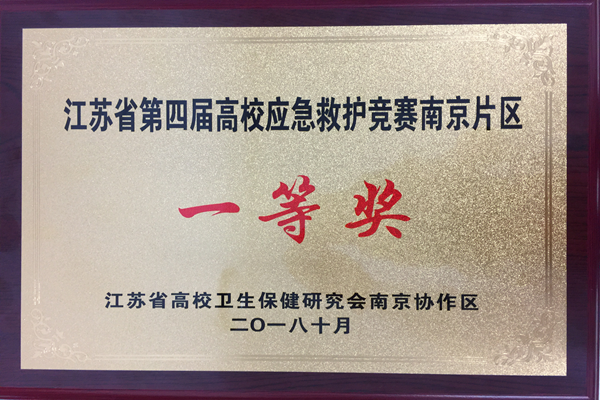 江苏省第四届高校应急救护竞赛南京片区
一等奖
江苏省高校卫生保健研究会南京协作区
二〇一八十月